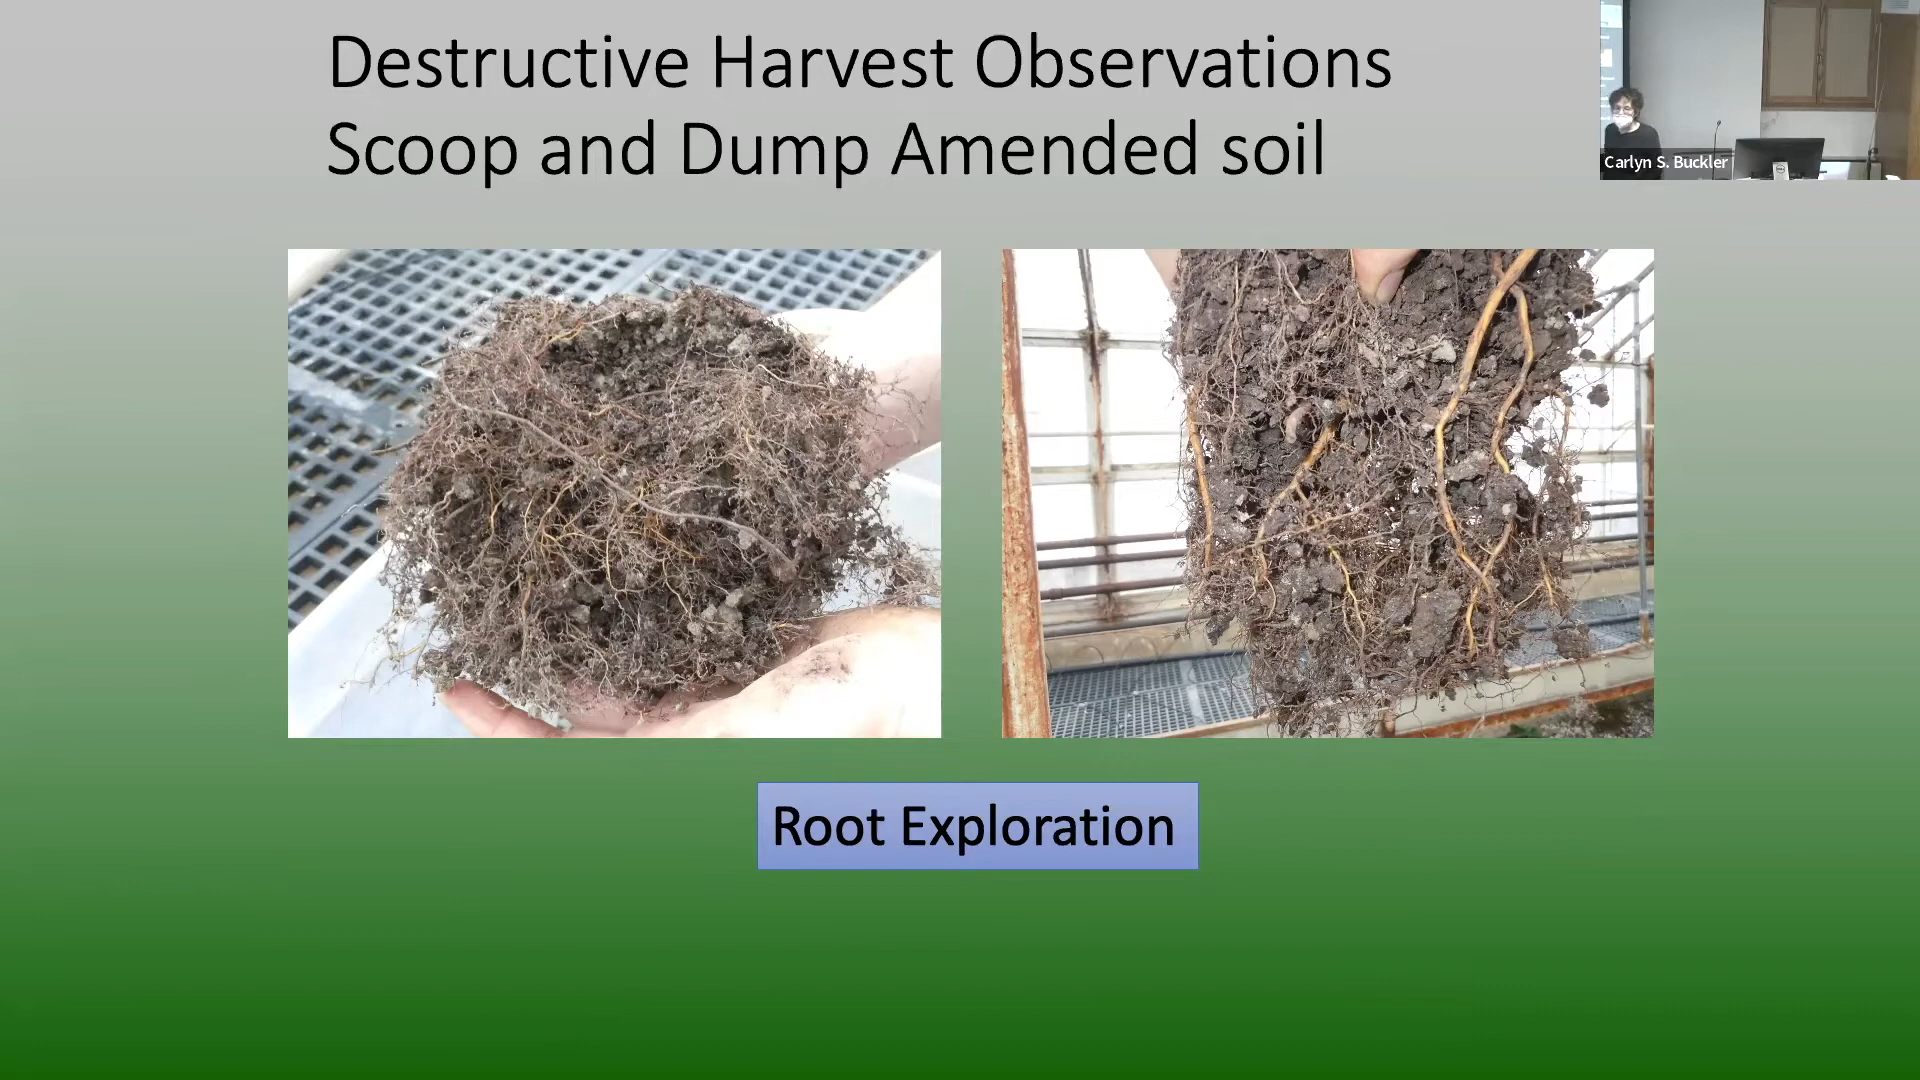 Destructive Harvest Observations
Scoop and Dump Amended soil
Carlyn S. Buckler
Root Exploration